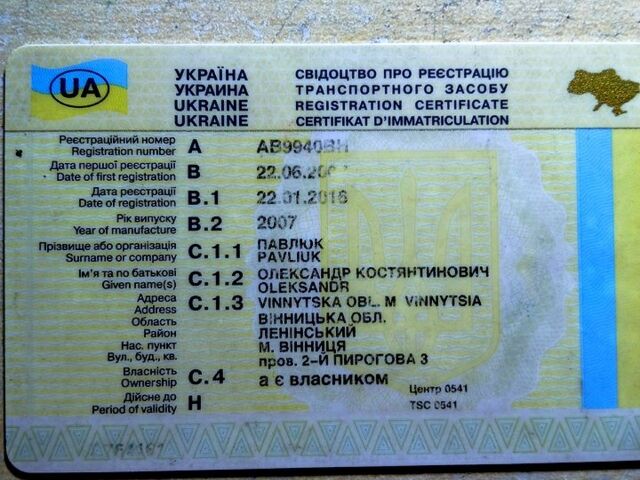 UA
УКРАЇНА СВІДОЦТВО ПРО РЕЄСТРАЦІЮ
УКРАИНА ТРАНСПОРТНОГО ЗАСОБУ
UKRAINE REGISTRATION CERTIFICATE
UKRAINE CERTIFIKAT D'IMMATRICULATION
Реєстраційний номер
Registration number A
Дата першої реєстрації
Date of first registration B
Дата реєстрації
Date of registration B.1 22.01.2016
Рік випуску
Year of manufacture B.2 2007
Прізвище або організація ПАВЛЮК
Surname or company C.1.1 PAVLIUK
Ім'я та по батькові ОЛЕКСАНДР КОСТЯНТИНОВИЧ
Given name(s) C.1.2 OLEKSANDR
Адреса
Address C.1.3 VINNYTSKA OBL. M VINNYTSIA
Область ВІННИЦЬКА ОБЛ.
Район ЛЕНІНСЬКИЙ
Нас. пункт М. ВІННИЦЯ
Вул., буд., кв. пров. 2-Й ПИРОГОВА 3
Власність
Ownership C.4 а є власником
Дійсне до Центр 0541
Period of validity H TSC 0541